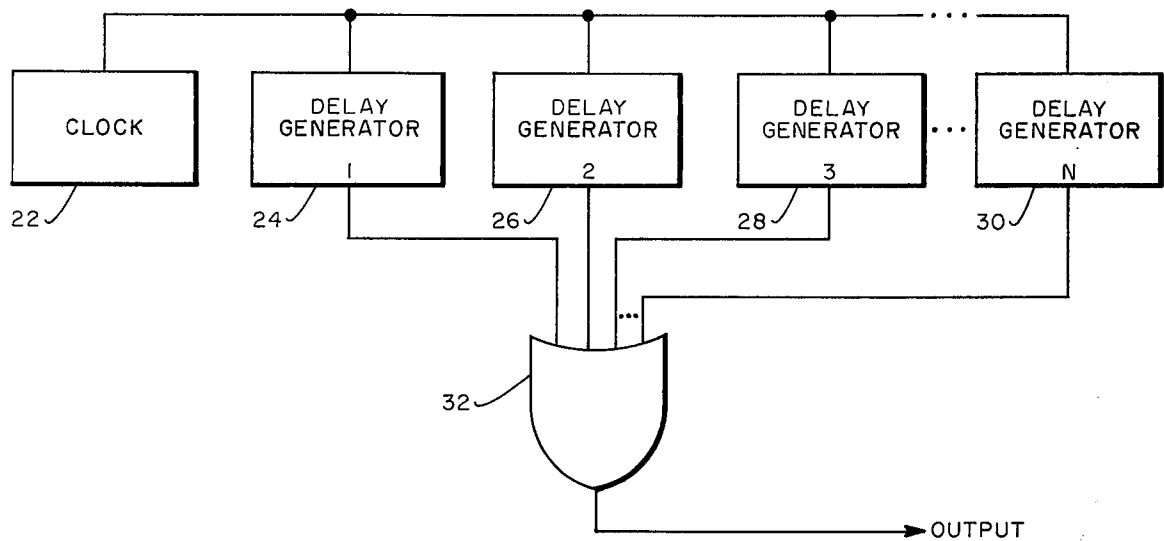 CLOCK
DELAY
GENERATOR
1
DELAY
GENERATOR
2
DELAY
GENERATOR
3
DELAY
GENERATOR
N
22
24
26
28
30
32
OUTPUT